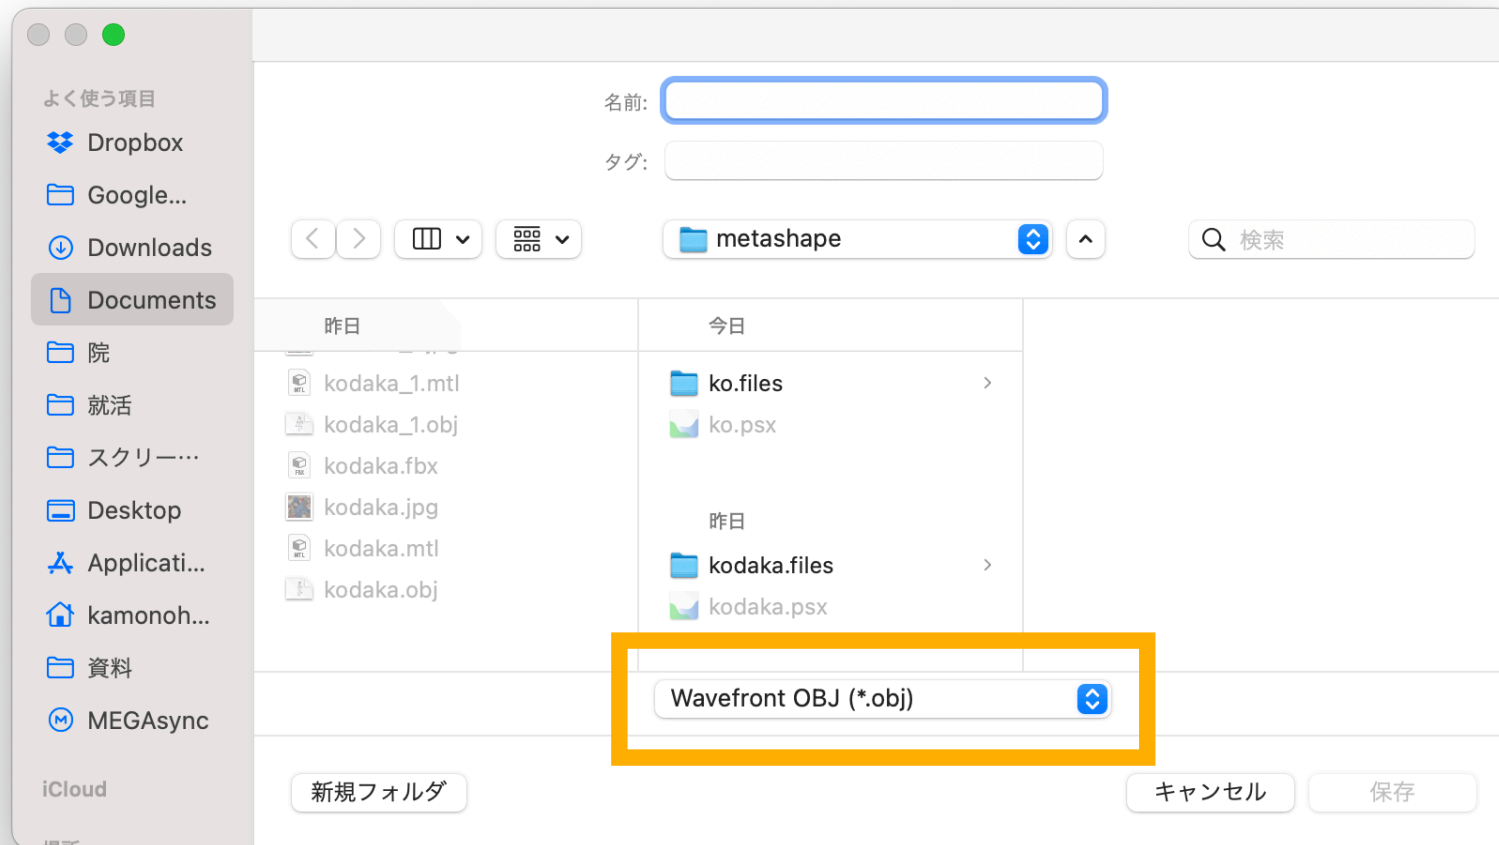 よく使う項目
Dropbox
Google...
Downloads
Documents
院
就活
スクリー…
Desktop
Applicati...
kamonoh...
資料
MEGAsync
iCloud
名前:
タグ:
metashape
検索
昨日
kodaka_1.mtl
kodaka_1.obj
kodaka.fbx
kodaka.jpg
kodaka.mtl
kodaka.obj
今日
ko.files
ko.psx
昨日
kodaka.files
kodaka.psx
Wavefront OBJ (*.obj)
新規フォルダ
キャンセル
保存